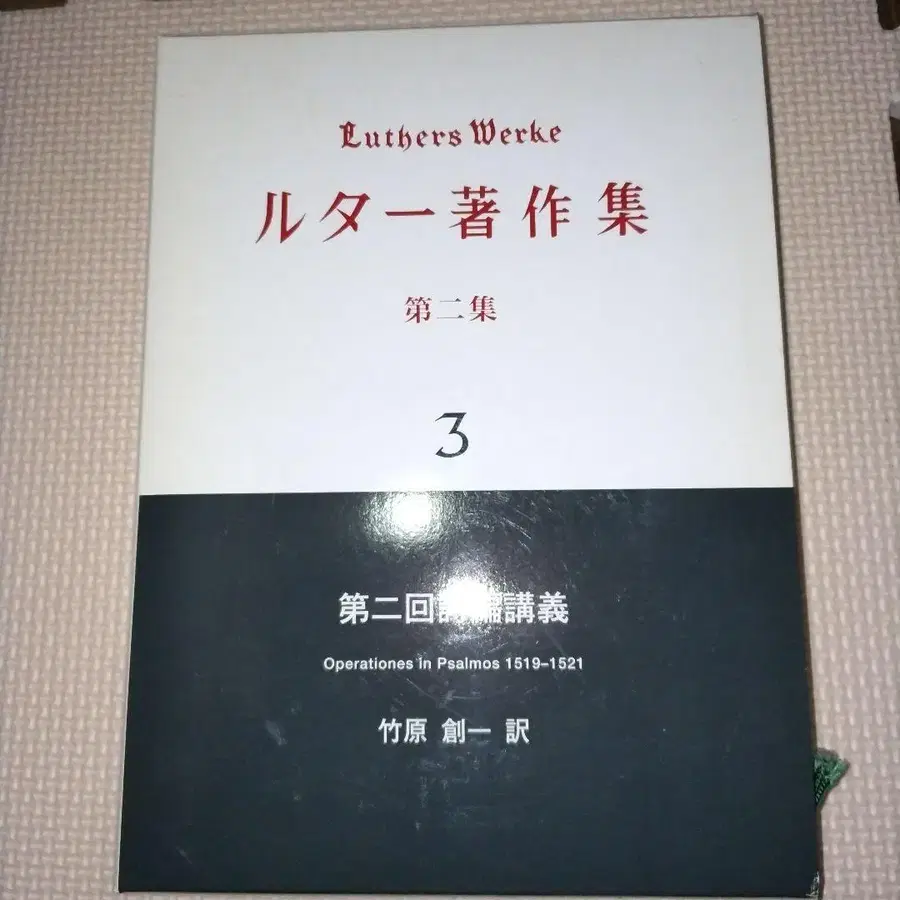 Luthers Werke
ルター著作集
第二集
3
第二回詩編講義
Operationes in Psalmos 1519–1521
竹原 創一 訳